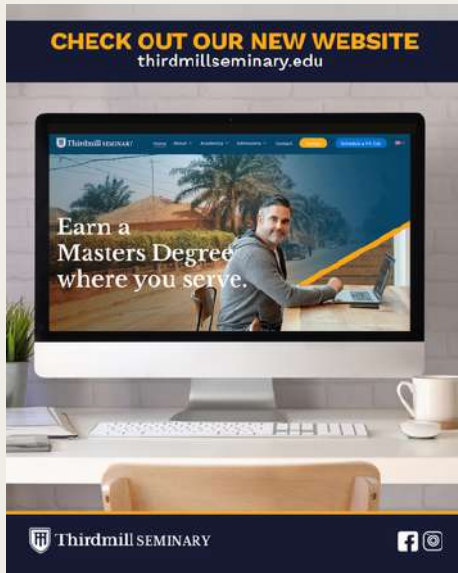 CHECK OUT OUR NEW WEBSITE
thirdmillseminary.edu
Thirdmill SEMINARY
Home About Academics Admissions Contact
Earn a
Masters Degree
where you serve.
Thirdmill SEMINARY